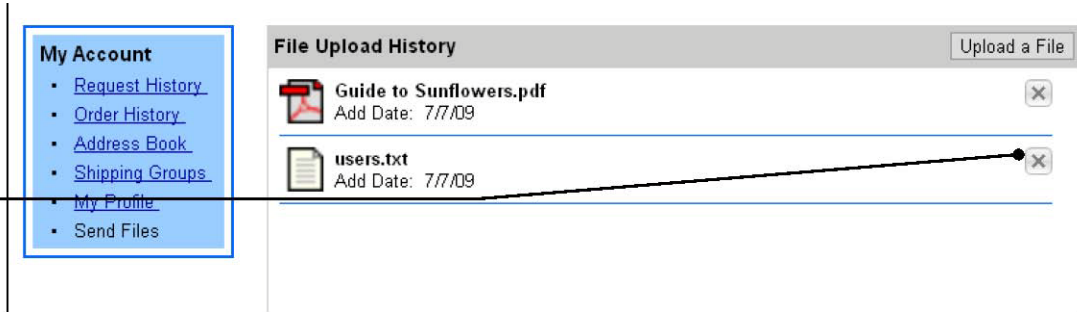 My Account
Request History
Order History
Address Book
Shipping Groups
My Profile
Send Files
File Upload History
Upload a File
Guide to Sunflowers.pdf
Add Date: 7/7/09
users.txt
Add Date: 7/7/09